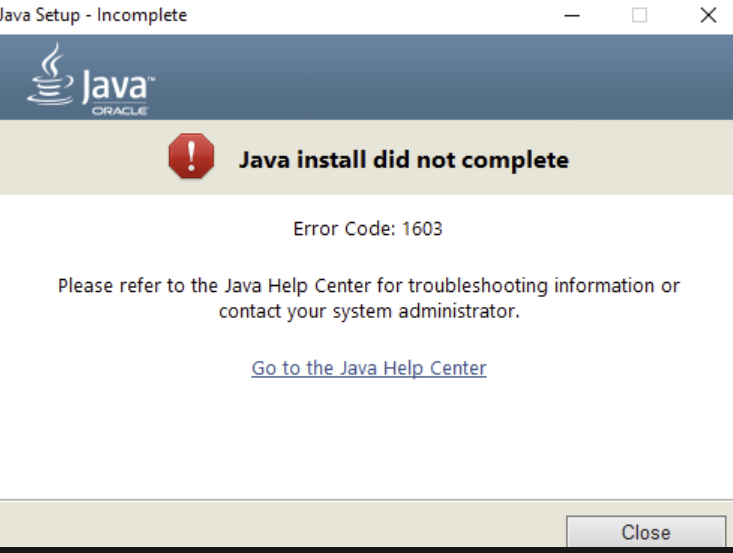 Java Setup - Incomplete
Java™
ORACLE
Java install did not complete
Error Code: 1603
Please refer to the Java Help Center for troubleshooting information or
contact your system administrator.
Go to the Java Help Center
Close